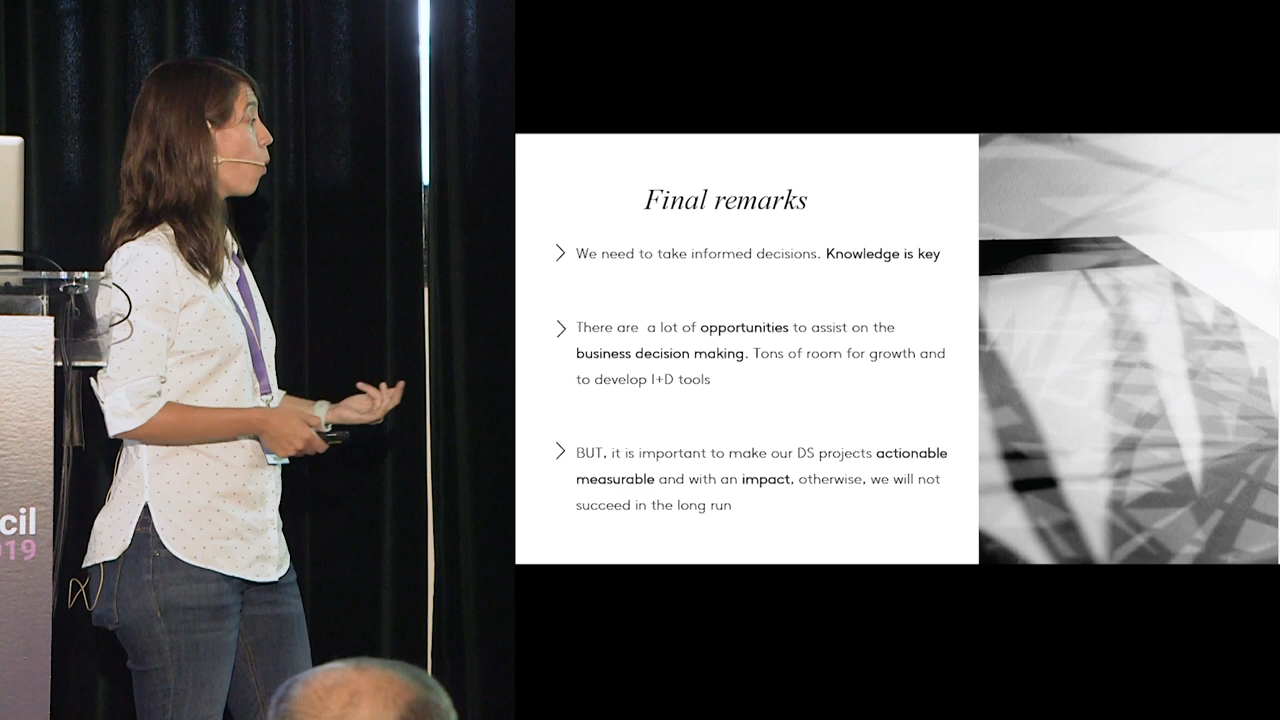 Final remarks
We need to take informed decisions. Knowledge is key
There are a lot of opportunities to assist on the
business decision making. Tons of room for growth and
to develop I+D tools
BUT, it is important to make our DS projects actionable
measurable and with an impact, otherwise, we will not
succeed in the long run
cil
019